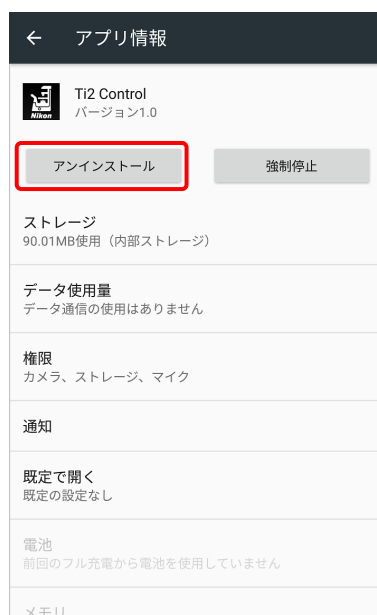 ← アプリ情報
Nikon
Ti2 Control
バージョン1.0
アンインストール
強制停止
ストレージ
90.01MB使用（内部ストレージ）
データ使用量
データ通信の使用はありません
権限
カメラ、ストレージ、マイク
通知
既定で開く
既定の設定なし
電池
前回のフル充電から電池を使用していません
メモリ